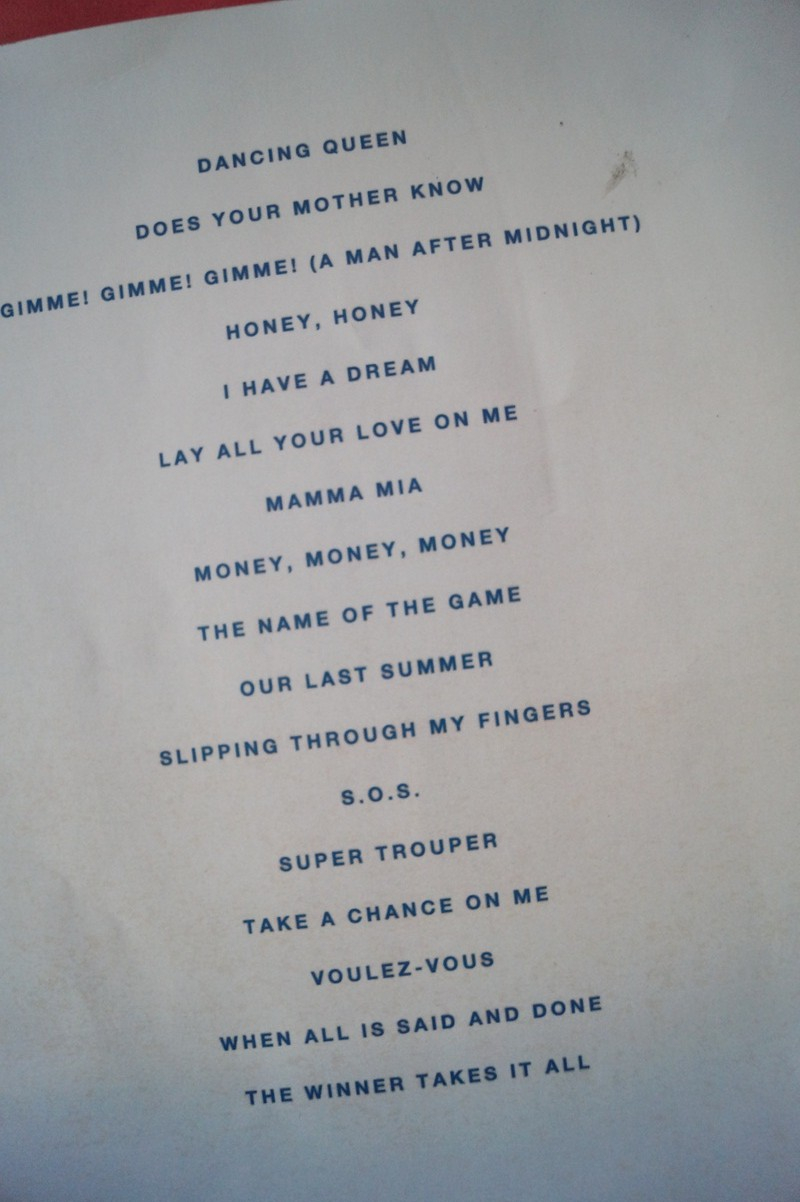 DANCING QUEEN
DOES YOUR MOTHER KNOW
GIMME! GIMME! GIMME! (A MAN AFTER MIDNIGHT)
HONEY, HONEY
I HAVE A DREAM
LAY ALL YOUR LOVE ON ME
MAMMA MIA
MONEY, MONEY, MONEY
THE NAME OF THE GAME
OUR LAST SUMMER
SLIPPING THROUGH MY FINGERS
S.O.S.
SUPER TROUPER
TAKE A CHANCE ON ME
VOULEZ-VOUS
WHEN ALL IS SAID AND DONE
THE WINNER TAKES IT ALL